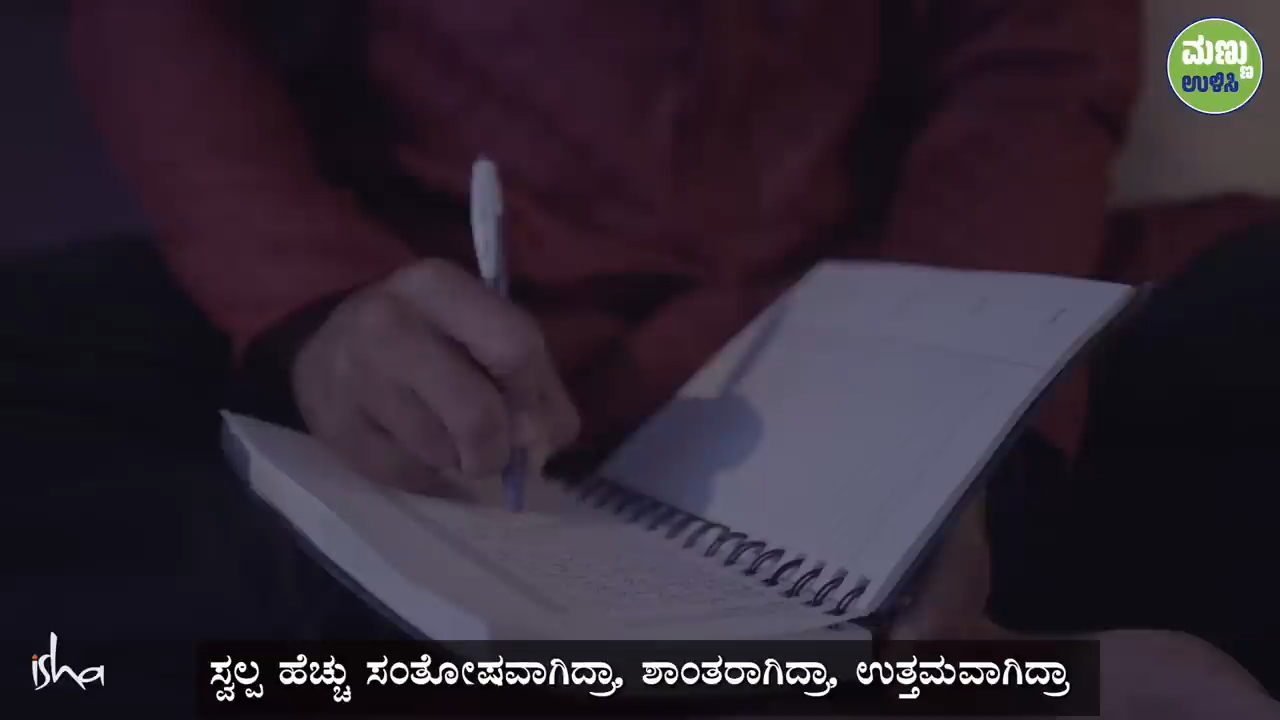 ಮಣ್ಣು
ಉಳಿಸಿ
isha
ಸ್ವಲ್ಪ ಹೆಚ್ಚು ಸಂತೋಷವಾಗಿದ್ರಾ, ಶಾಂತರಾಗಿದ್ರಾ, ಉತ್ತಮವಾಗಿದ್ರಾ